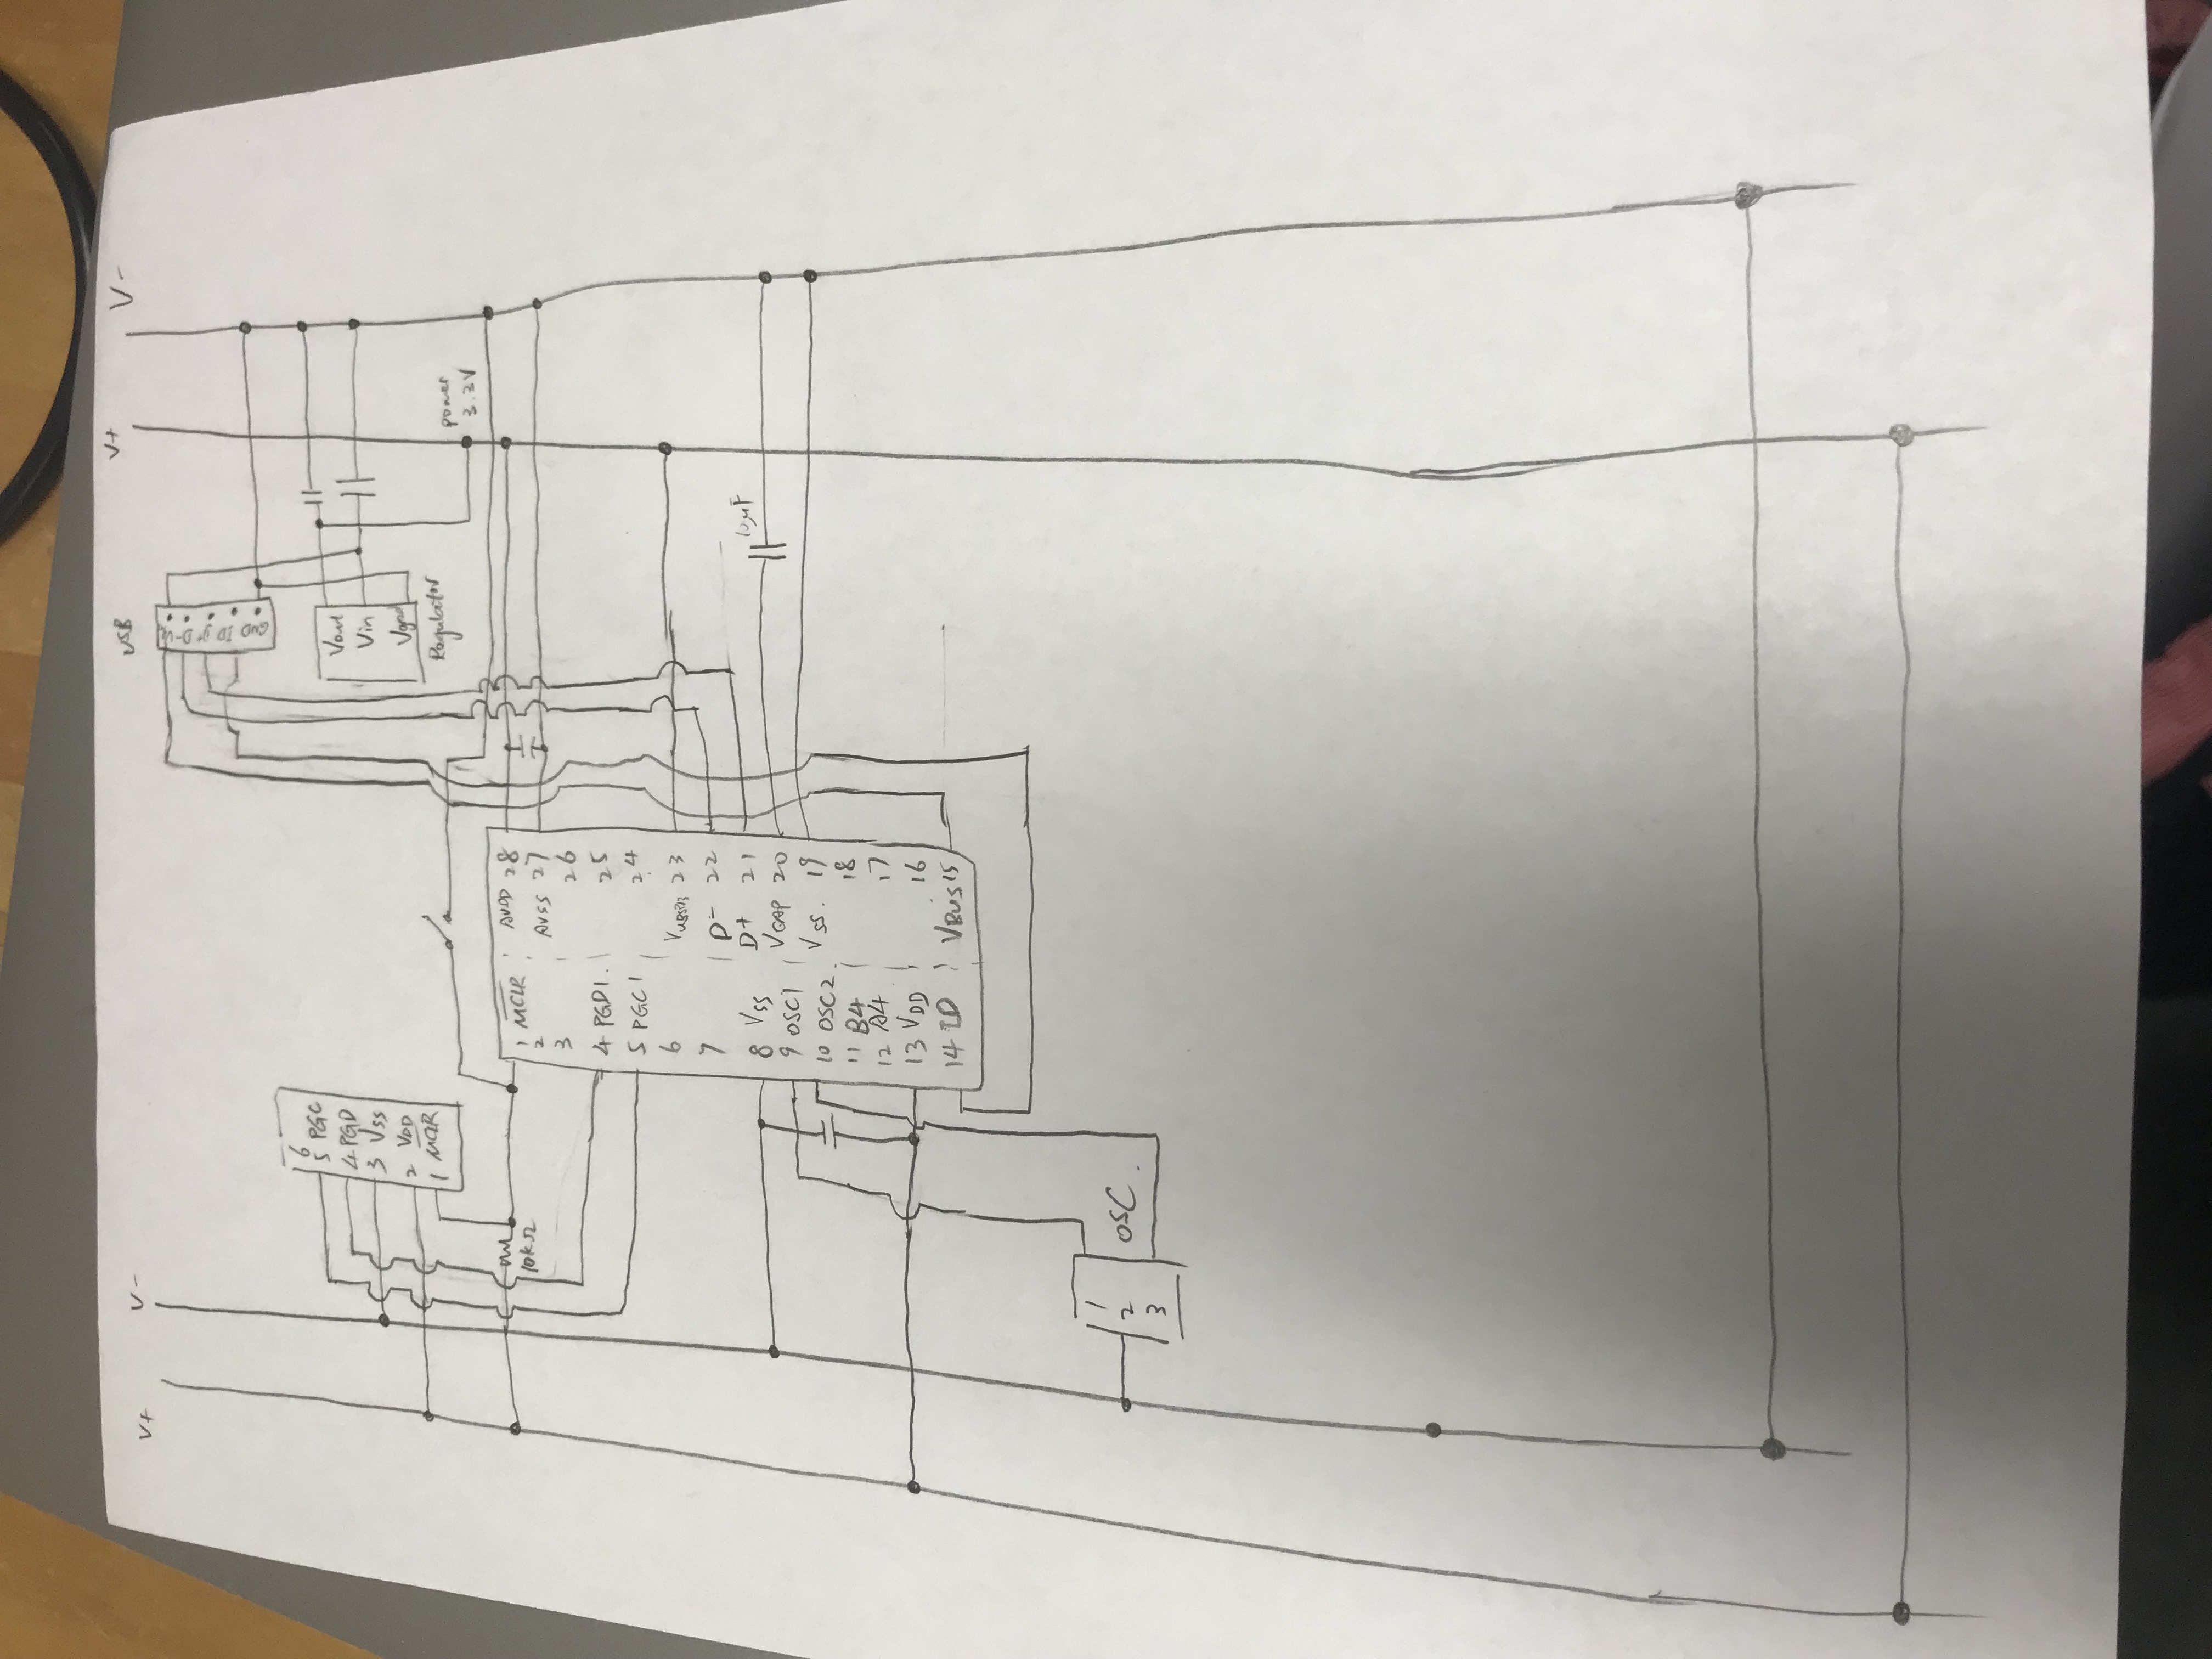 V+
V-
USB
V+
V-
D-
D+
ID
GND
6
5 PGC
4 PGD
3 VSS
2 VDD
1 MCLR
Vout
Vin
Vgnd
Regulator
power
3.3V
10kΩ
1 MCLR
2
3
4 PGD1.
5 PGC1
6
7
8 VSS
9 OSC1
10 OSC2.
11 B4
12 A4
13 VDD
14 ID
AVDD 28
AVSS 27
26
25
24
VUSB3V3 23
D- 22
D+ 21
VCAP 20
VSS. 19
18
17
16
VBUS 15
10μF
1
2
3
OSC.